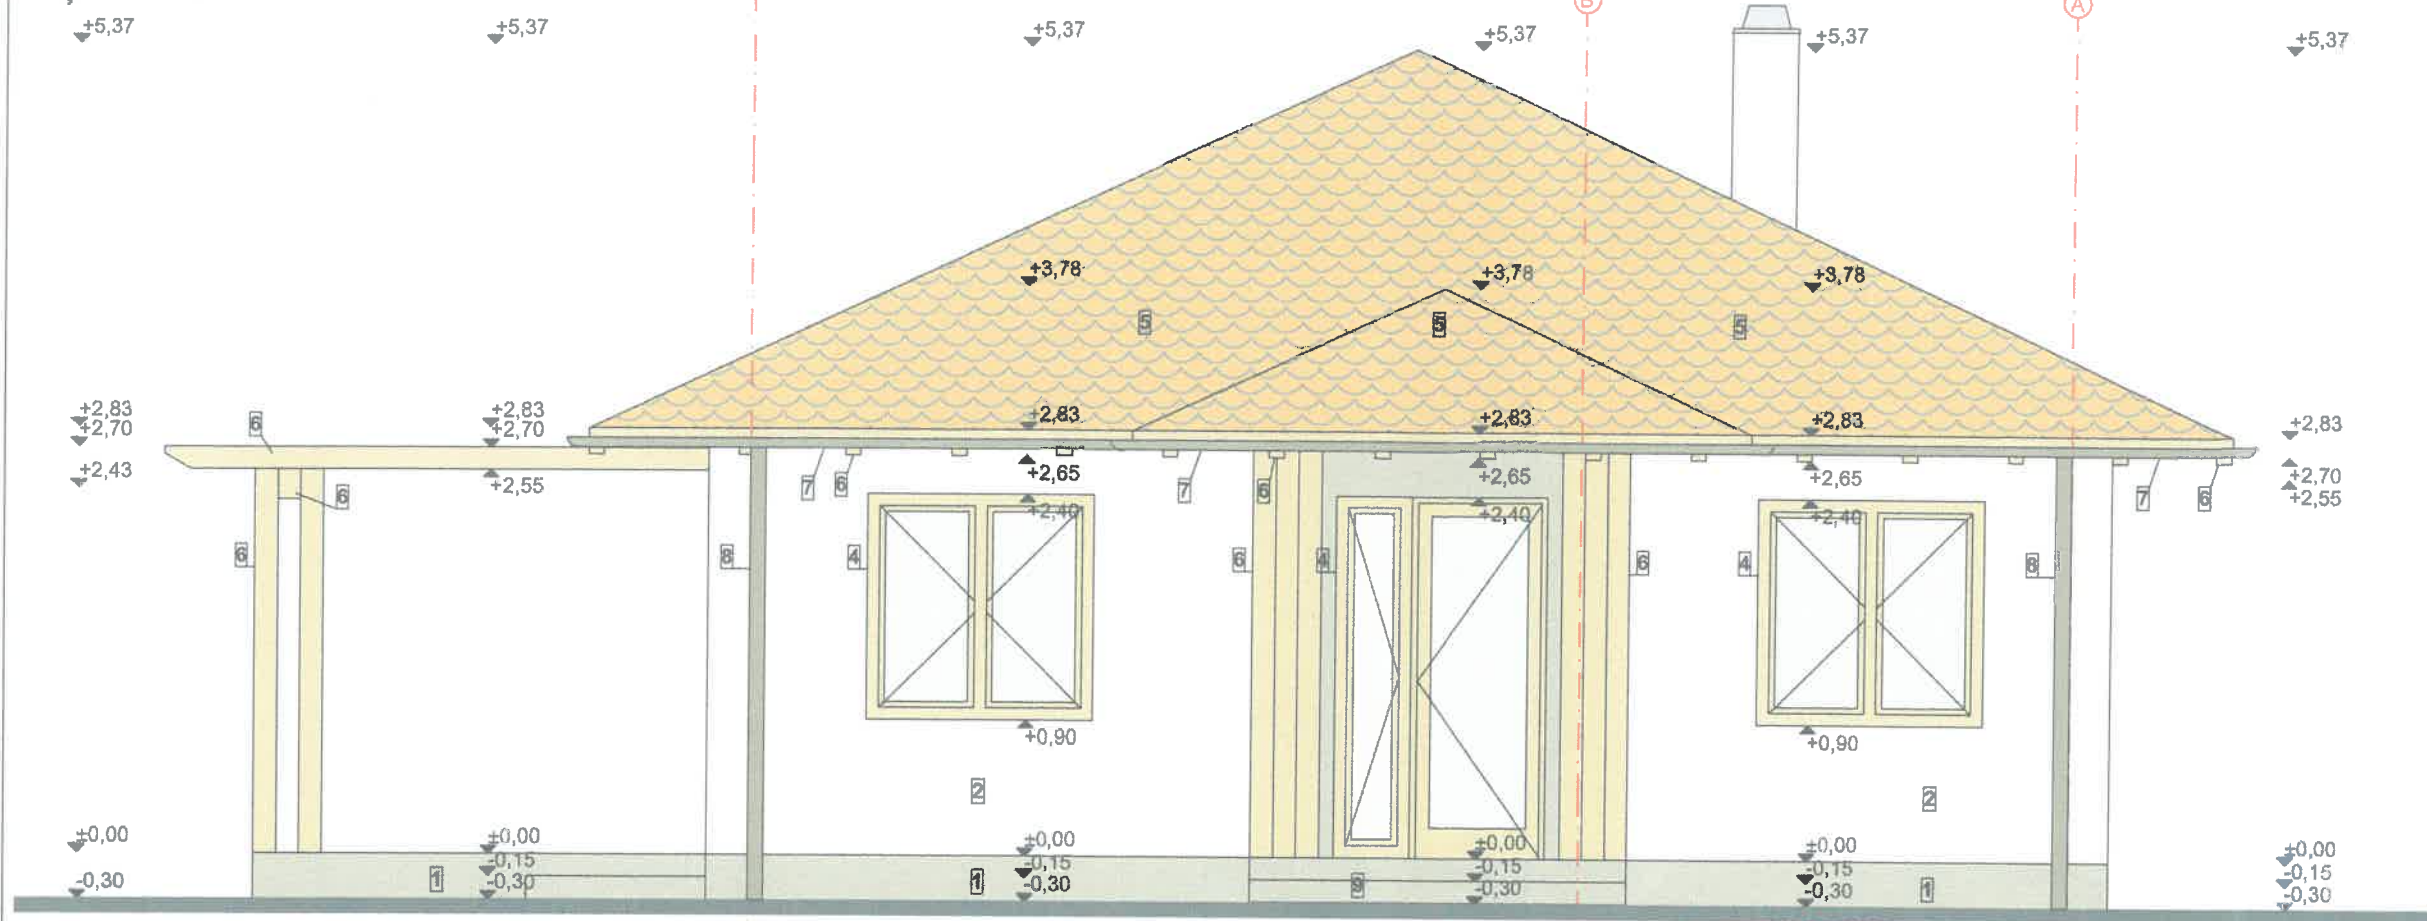 B A
+5,37 +5,37 +5,37 +5,37 +5,37 +5,37
+3,78 +3,78 +3,78
5 5 5
+2,83 +2,83 +2,83 +2,83 +2,83 +2,83
+2,70 +2,70
6
+2,43 +2,55 +2,65 +2,65 +2,65 +2,70
+2,55
6 7 6 7 6 7 6
+2,40 +2,40 +2,40
6 8 4 6 4 6 4 8
+0,90 +0,90
2 2
±0,00 ±0,00 ±0,00 ±0,00 ±0,00 ±0,00
-0,15 -0,15 -0,15 -0,15 -0,15
-0,30 -0,30 -0,30 -0,30 -0,30 -0,30
1 1 9 1